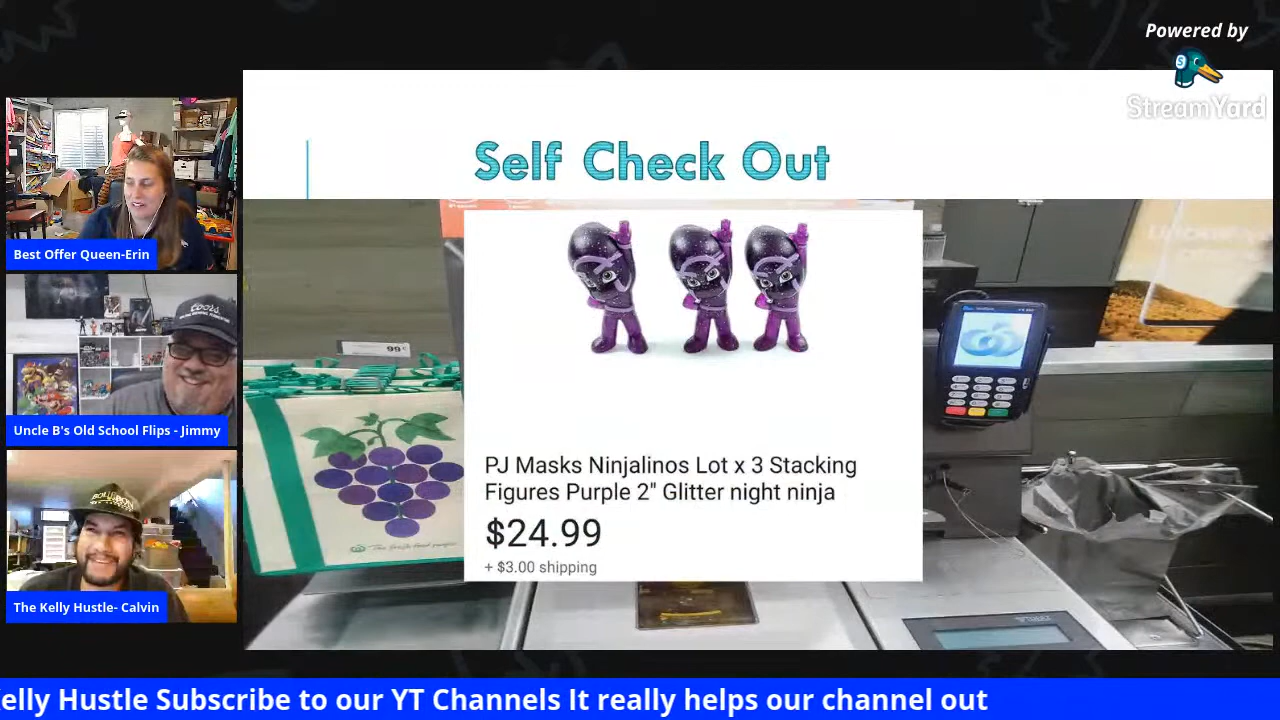 Powered by
StreamYard
Self Check Out
Best Offer Queen-Erin
Uncle B's Old School Flips - Jimmy
The Kelly Hustle- Calvin
99¢
PJ Masks Ninjalinos Lot x 3 Stacking
Figures Purple 2" Glitter night ninja
$24.99
+ $3.00 shipping
elly Hustle Subscribe to our YT Channels It really helps our channel out